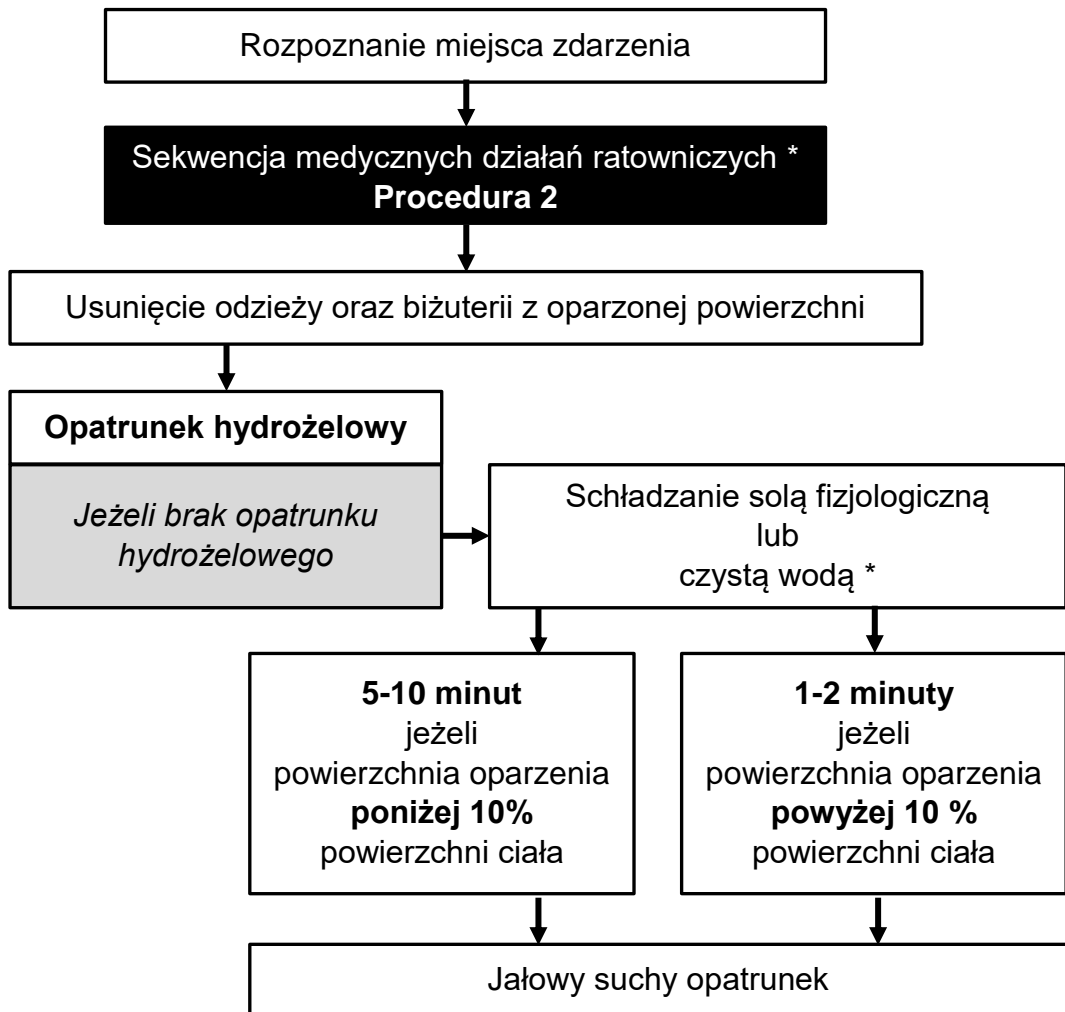 Rozpoznanie miejsca zdarzenia
Sekwencja medycznych działań ratowniczych *
Procedura 2
Usunięcie odzieży oraz biżuterii z oparzonej powierzchni
Opatrunek hydrożelowy
Jeżeli brak opatrunku
hydrożelowego
Schładzanie solą fizjologiczną
lub
czystą wodą *
5-10 minut
jeżeli
powierzchnia oparzenia
poniżej 10%
powierzchni ciała
1-2 minuty
jeżeli
powierzchnia oparzenia
powyżej 10 %
powierzchni ciała
Jałowy suchy opatrunek